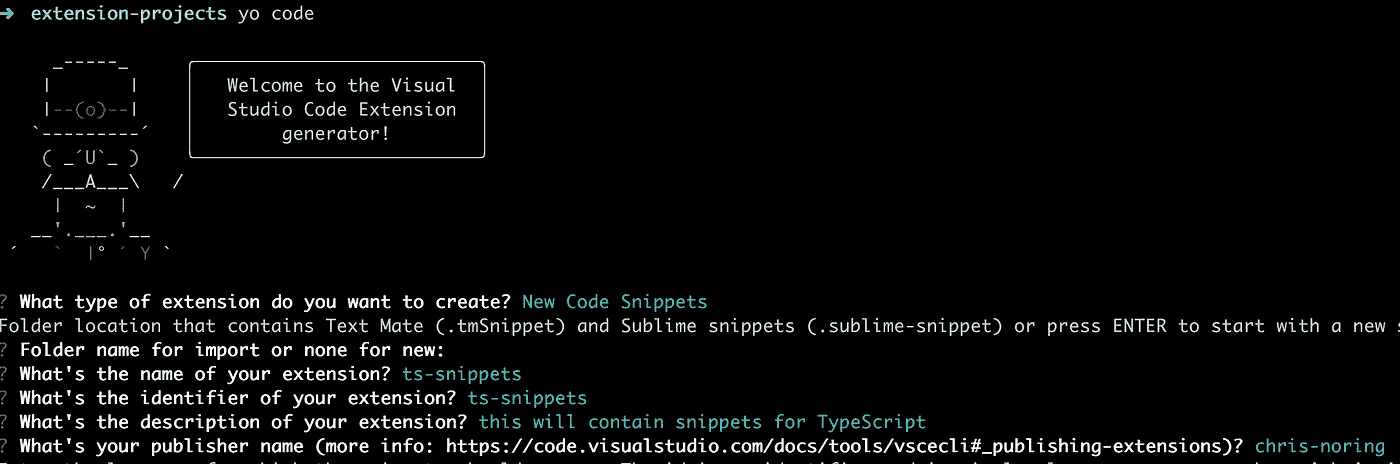 → extension-projects yo code
Welcome to the Visual
Studio Code Extension
generator!
? What type of extension do you want to create? New Code Snippets
Folder location that contains Text Mate (.tmSnippet) and Sublime snippets (.sublime-snippet) or press ENTER to start with a new
? Folder name for import or none for new:
? What's the name of your extension? ts-snippets
? What's the identifier of your extension? ts-snippets
? What's the description of your extension? this will contain snippets for TypeScript
? What's your publisher name (more info: https://code.visualstudio.com/docs/tools/vscecli#_publishing-extensions)? chris-noring